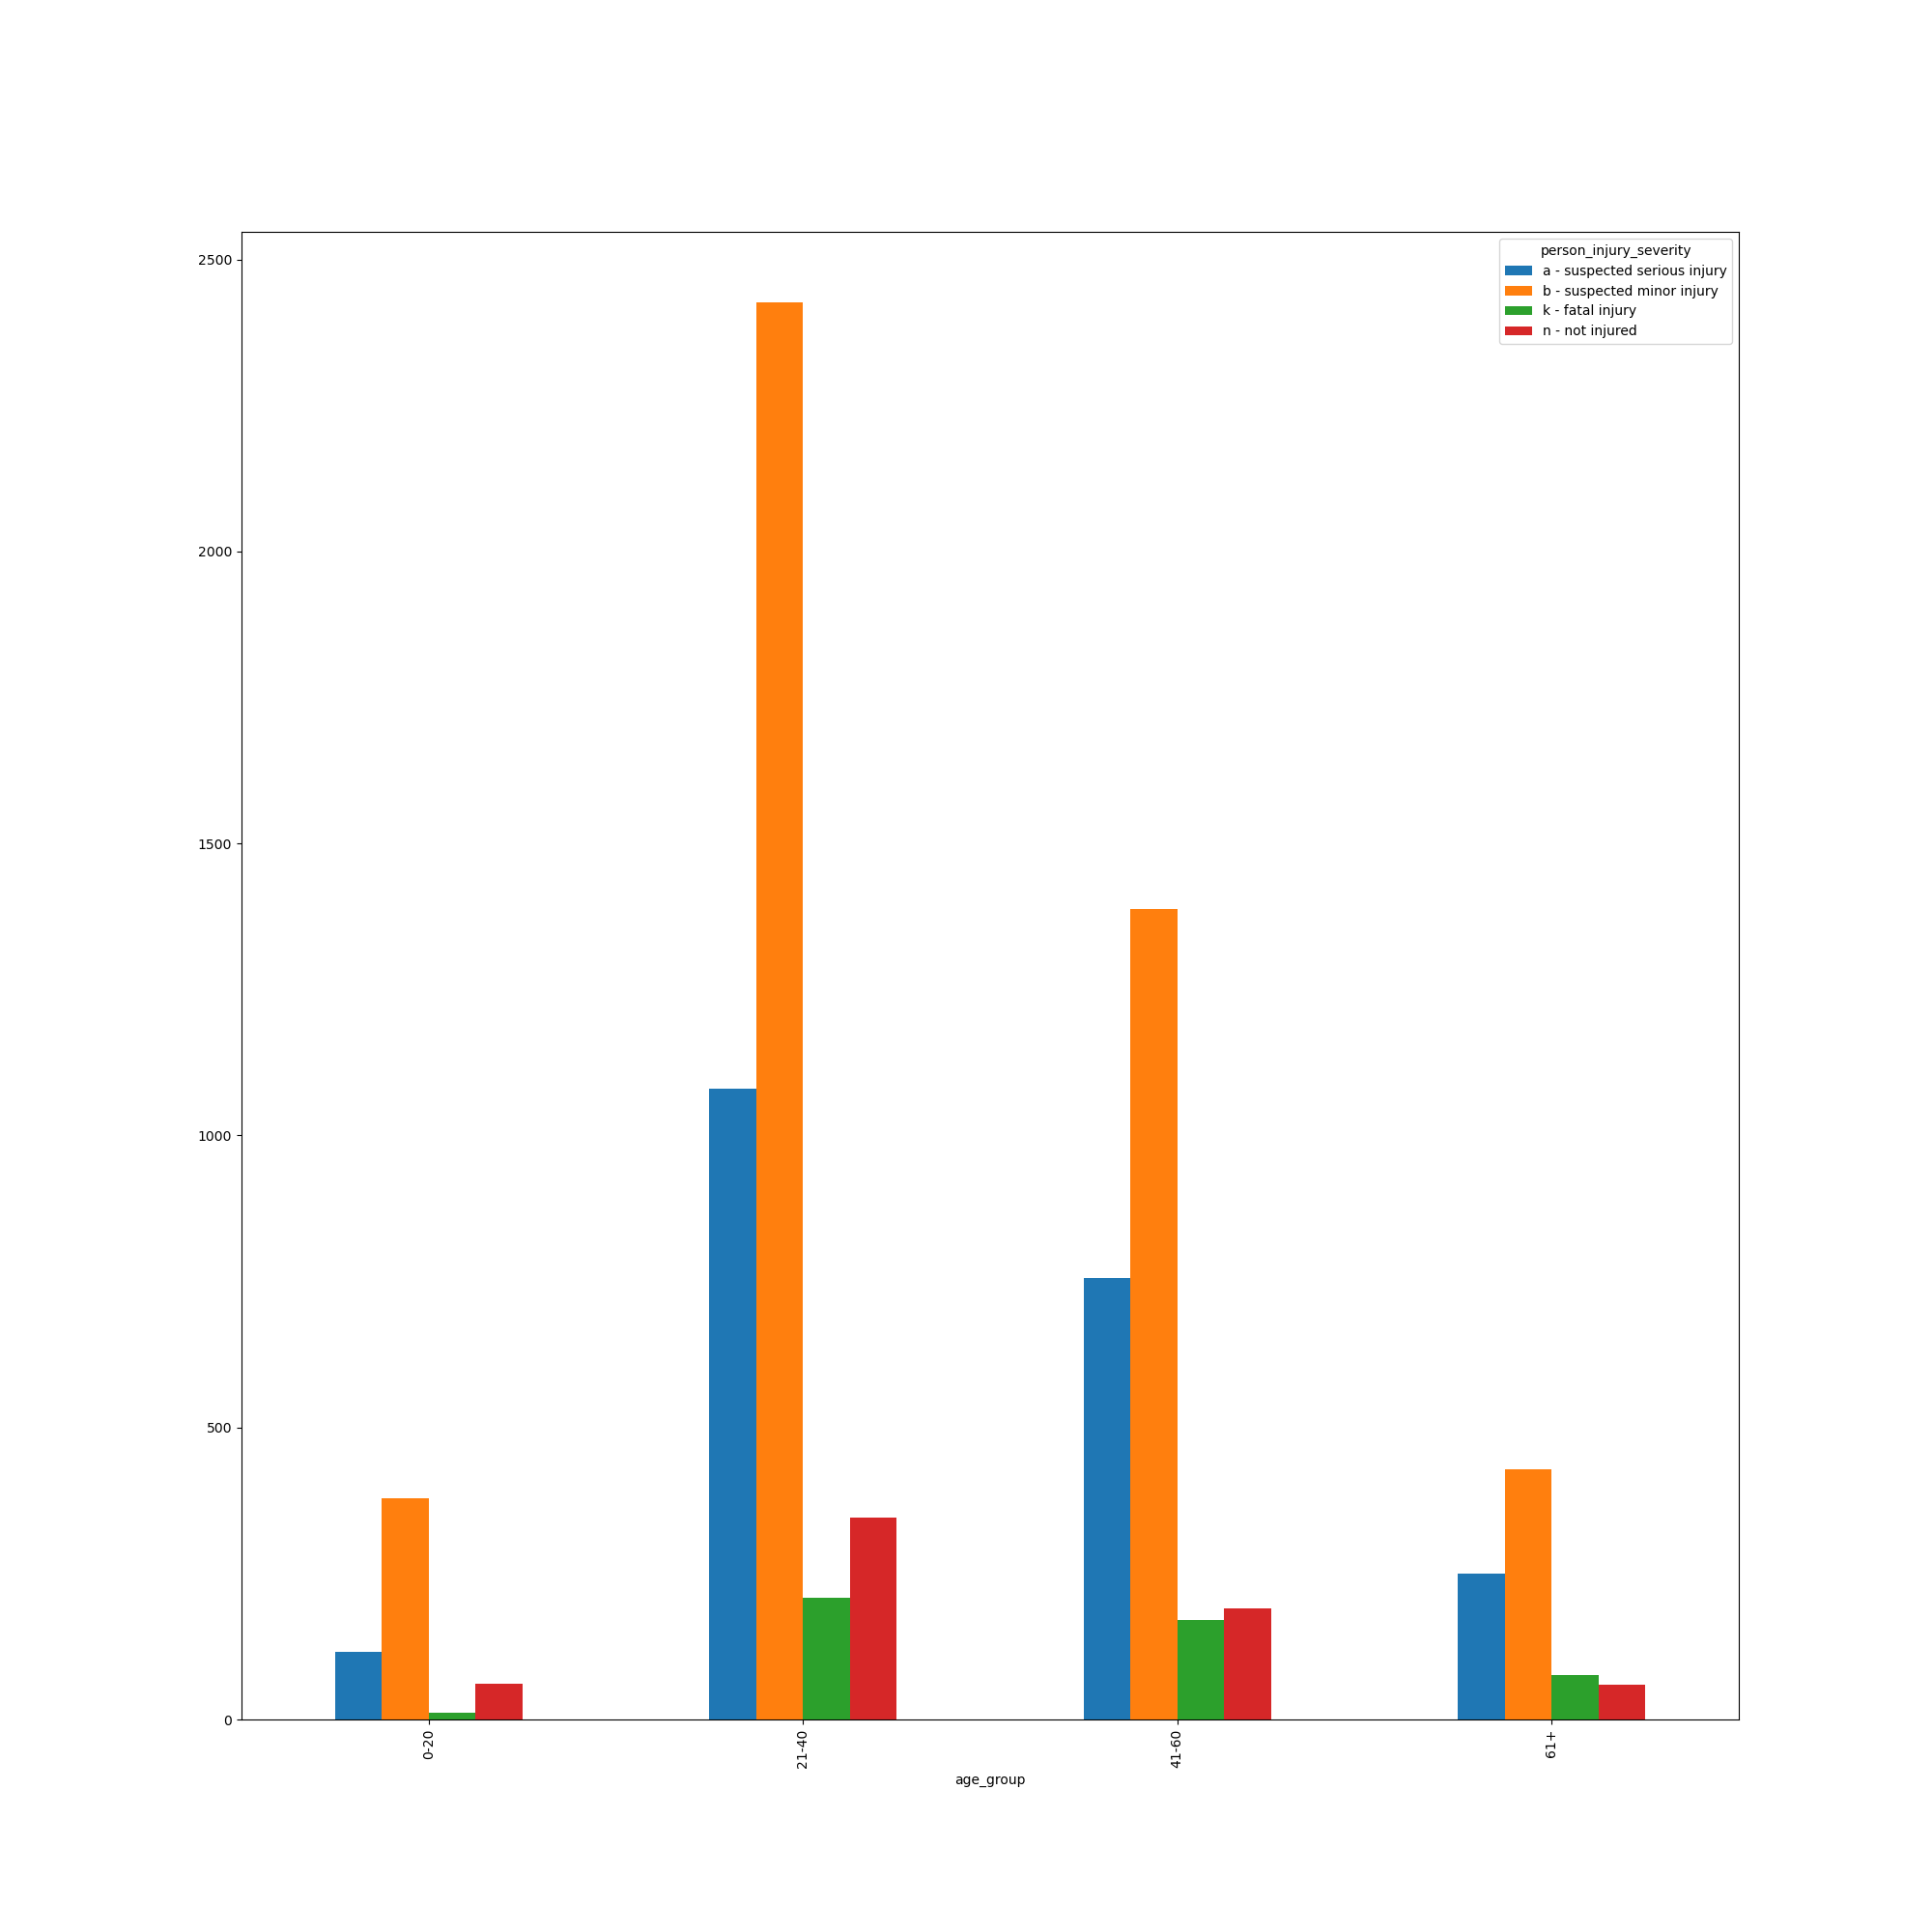 person_injury_severity
a - suspected serious injury
b - suspected minor injury
k - fatal injury
n - not injured
2500
2000
1500
1000
500
0
0-20
21-40
41-60
61+
age_group